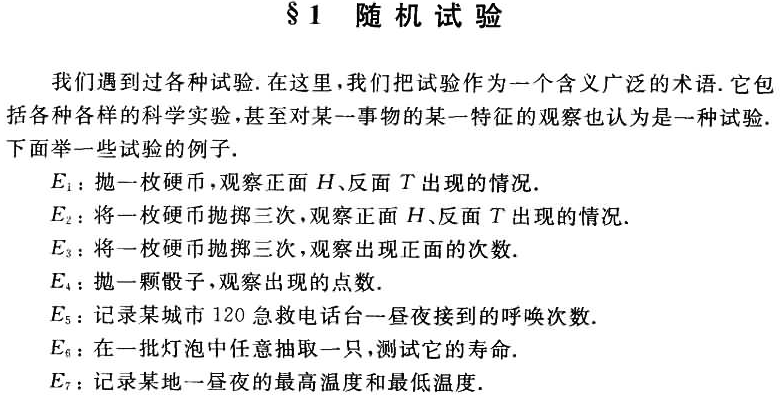 §1 随机试验
我们遇到过各种试验.在这里,我们把试验作为一个含义广泛的术语.它包
括各种各样的科学实验,甚至对某一事物的某一特征的观察也认为是一种试验.
下面举一些试验的例子.
E₁:抛一枚硬币,观察正面 H、反面 T 出现的情况.
E₂:将一枚硬币抛掷三次,观察正面 H、反面 T 出现的情况.
E₃:将一枚硬币抛掷三次,观察出现正面的次数.
E₄:抛一颗骰子,观察出现的点数.
E₅:记录某城市 120 急救电话台一昼夜接到的呼唤次数.
E₆:在一批灯泡中任意抽取一只,测试它的寿命.
E₇:记录某地一昼夜的最高温度和最低温度.